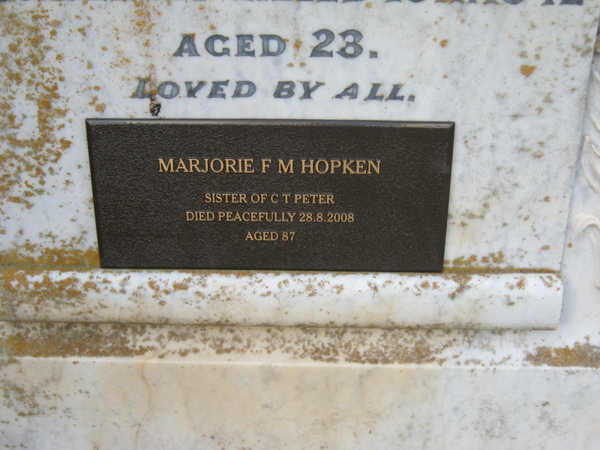 AGED 23.
LOVED BY ALL.
MARJORIE F M HOPKEN
SISTER OF C T PETER
DIED PEACEFULLY 28.8.2008
AGED 87